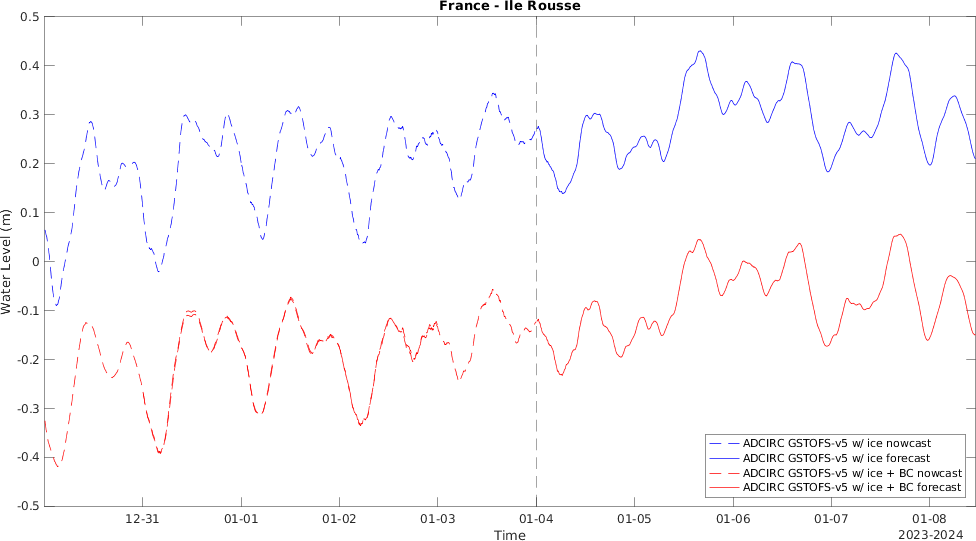 France - Ile Rousse
0.5
0.4
0.3
0.2
0.1
0
-0.1
-0.2
-0.3
-0.4
-0.5
Water Level (m)
ADCIRC GSTOFS-v5 w/ ice nowcast
ADCIRC GSTOFS-v5 w/ ice forecast
ADCIRC GSTOFS-v5 w/ ice + BC nowcast
ADCIRC GSTOFS-v5 w/ ice + BC forecast
12-31 01-01 01-02 01-03 01-04 01-05 01-06 01-07 01-08
Time
2023-2024